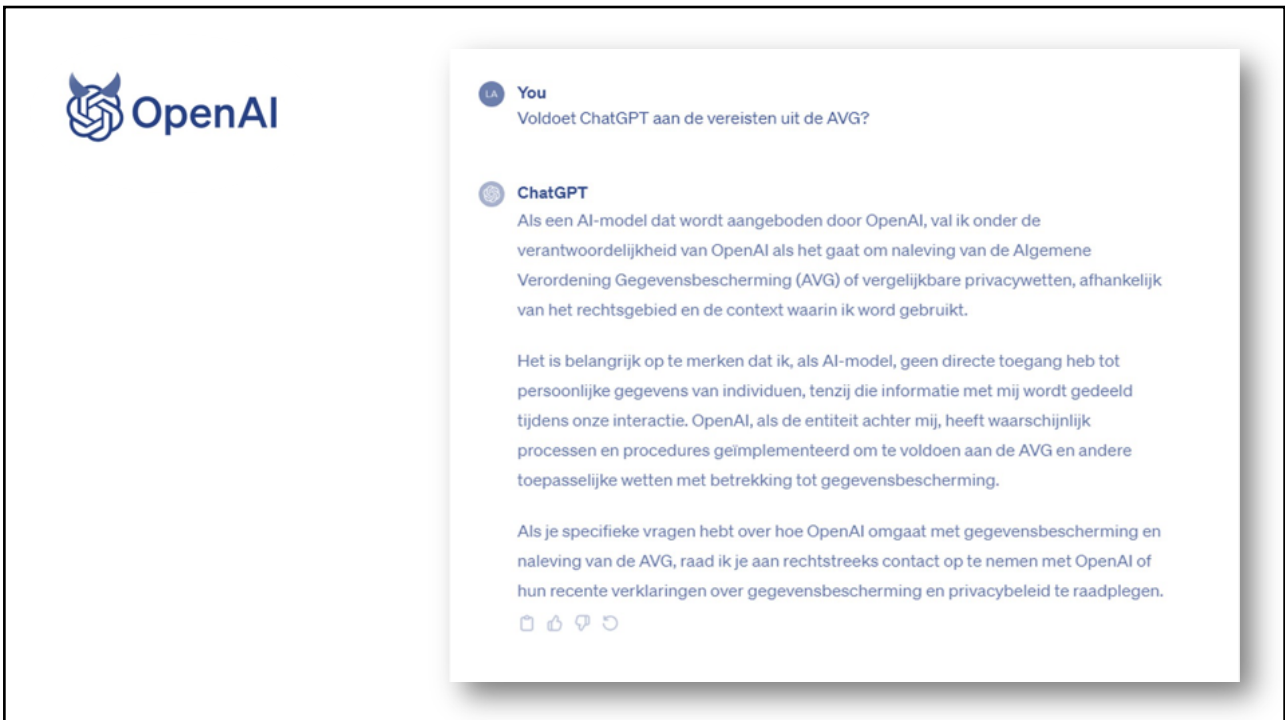 OpenAI
LA
You
Voldoet ChatGPT aan de vereisten uit de AVG?
ChatGPT
Als een AI-model dat wordt aangeboden door OpenAI, val ik onder de
verantwoordelijkheid van OpenAI als het gaat om naleving van de Algemene
Verordening Gegevensbescherming (AVG) of vergelijkbare privacywetten, afhankelijk
van het rechtsgebied en de context waarin ik word gebruikt.
Het is belangrijk op te merken dat ik, als AI-model, geen directe toegang heb tot
persoonlijke gegevens van individuen, tenzij die informatie met mij wordt gedeeld
tijdens onze interactie. OpenAI, als de entiteit achter mij, heeft waarschijnlijk
processen en procedures geïmplementeerd om te voldoen aan de AVG en andere
toepasselijke wetten met betrekking tot gegevensbescherming.
Als je specifieke vragen hebt over hoe OpenAI omgaat met gegevensbescherming en
naleving van de AVG, raad ik je aan rechtstreeks contact op te nemen met OpenAI of
hun recente verklaringen over gegevensbescherming en privacybeleid te raadplegen.